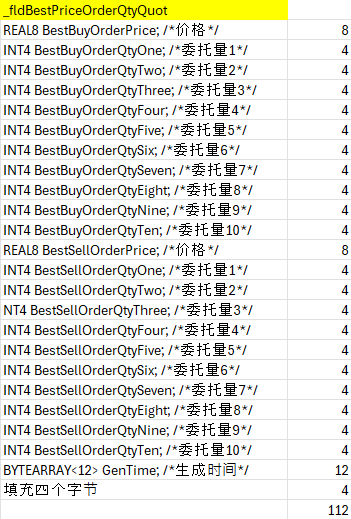 _fldBestPriceOrderQtyQuot
REAL8 BestBuyOrderPrice; /*价格*/ 8
INT4 BestBuyOrderQtyOne; /*委托量1*/ 4
INT4 BestBuyOrderQtyTwo; /*委托量2*/ 4
INT4 BestBuyOrderQtyThree; /*委托量3*/ 4
INT4 BestBuyOrderQtyFour; /*委托量4*/ 4
INT4 BestBuyOrderQtyFive; /*委托量5*/ 4
INT4 BestBuyOrderQtySix; /*委托量6*/ 4
INT4 BestBuyOrderQtySeven; /*委托量7*/ 4
INT4 BestBuyOrderQtyEight; /*委托量8*/ 4
INT4 BestBuyOrderQtyNine; /*委托量9*/ 4
INT4 BestBuyOrderQtyTen; /*委托量10*/ 4
REAL8 BestSellOrderPrice; /*价格*/ 8
INT4 BestSellOrderQtyOne; /*委托量1*/ 4
INT4 BestSellOrderQtyTwo; /*委托量2*/ 4
NT4 BestSellOrderQtyThree; /*委托量3*/ 4
INT4 BestSellOrderQtyFour; /*委托量4*/ 4
INT4 BestSellOrderQtyFive; /*委托量5*/ 4
INT4 BestSellOrderQtySix; /*委托量6*/ 4
INT4 BestSellOrderQtySeven; /*委托量7*/ 4
INT4 BestSellOrderQtyEight; /*委托量8*/ 4
INT4 BestSellOrderQtyNine; /*委托量9*/ 4
INT4 BestSellOrderQtyTen; /*委托量10*/ 4
BYTEARRAY<12> GenTime; /*生成时间*/ 12
填充四个字节 4
112